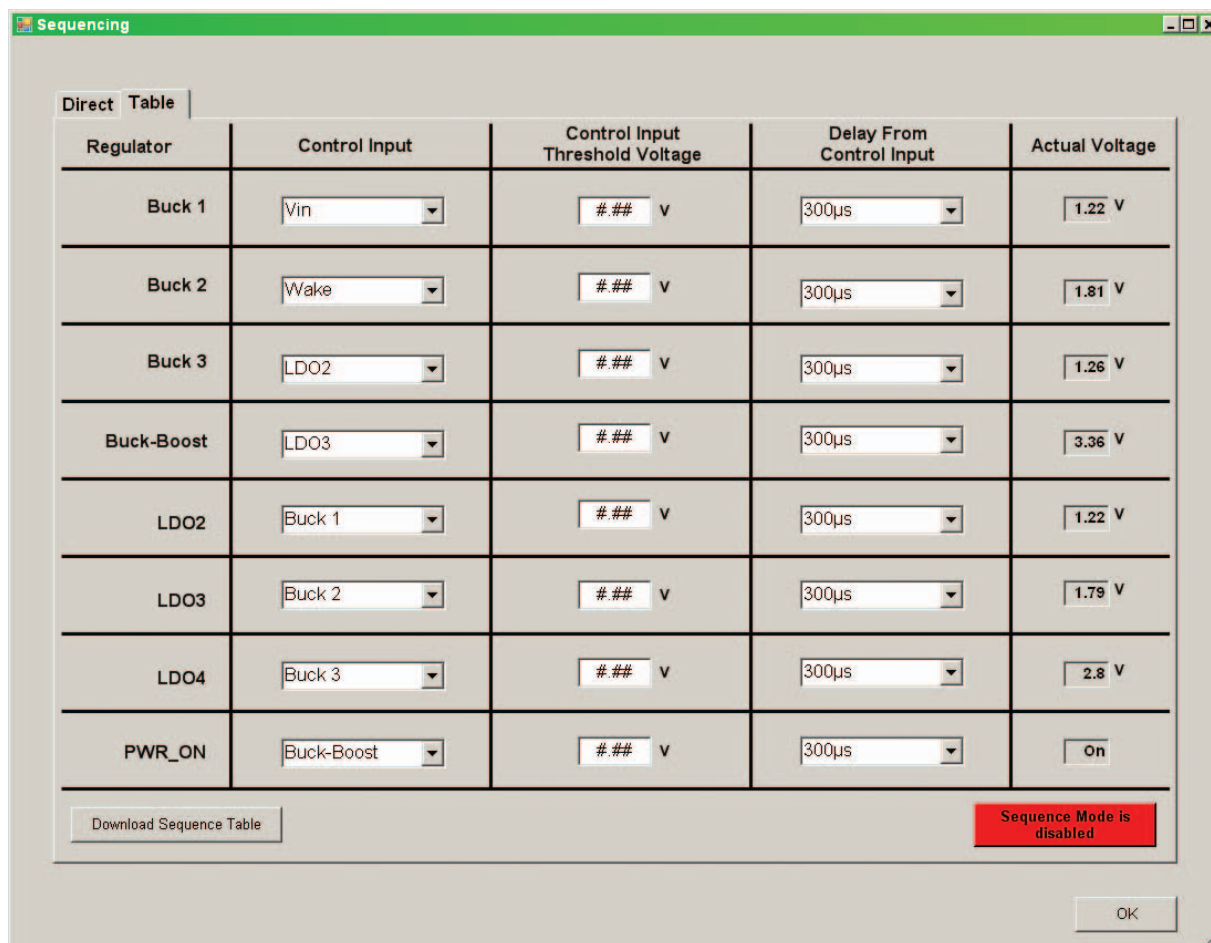 Sequencing
Direct Table
Regulator Control Input Control Input Threshold Voltage Delay From Control Input Actual Voltage
Buck 1 Vin #.## V 300µs 1.22 V
Buck 2 Wake #.## V 300µs 1.81 V
Buck 3 LDO2 #.## V 300µs 1.26 V
Buck-Boost LDO3 #.## V 300µs 3.36 V
LDO2 Buck 1 #.## V 300µs 1.22 V
LDO3 Buck 2 #.## V 300µs 1.79 V
LDO4 Buck 3 #.## V 300µs 2.8 V
PWR_ON Buck-Boost #.## V 300µs On
Download Sequence Table
Sequence Mode is
disabled
OK